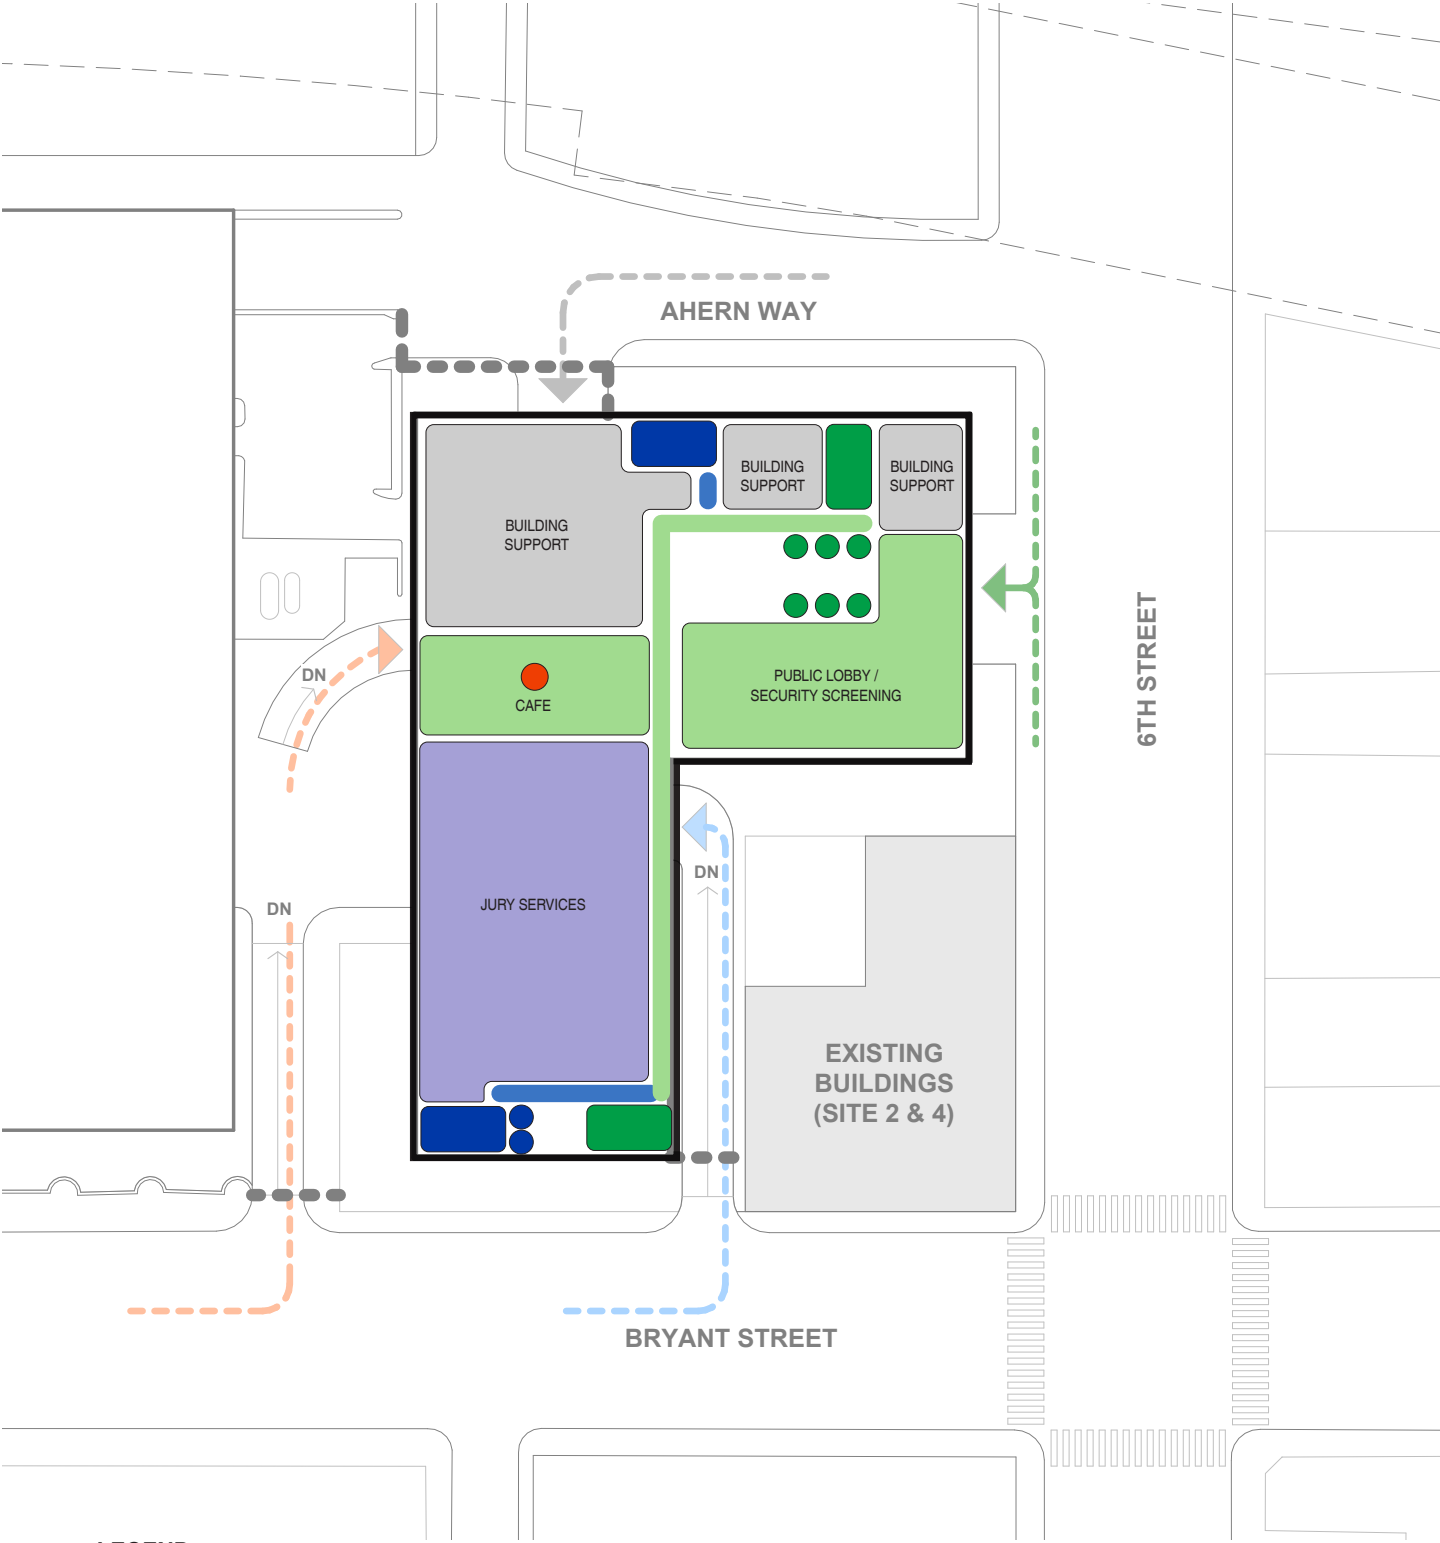 AHERN WAY
BUILDING
SUPPORT
BUILDING
SUPPORT
BUILDING
SUPPORT
6TH STREET
DN
CAFE
PUBLIC LOBBY /
SECURITY SCREENING
DN
JURY SERVICES
DN
EXISTING
BUILDINGS
(SITE 2 & 4)
BRYANT STREET